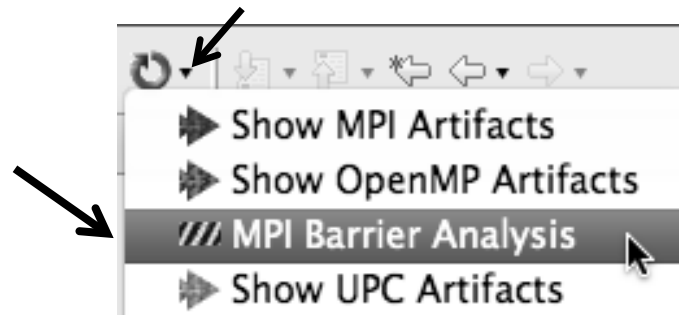 Show MPI Artifacts
Show OpenMP Artifacts
MPI Barrier Analysis
Show UPC Artifacts